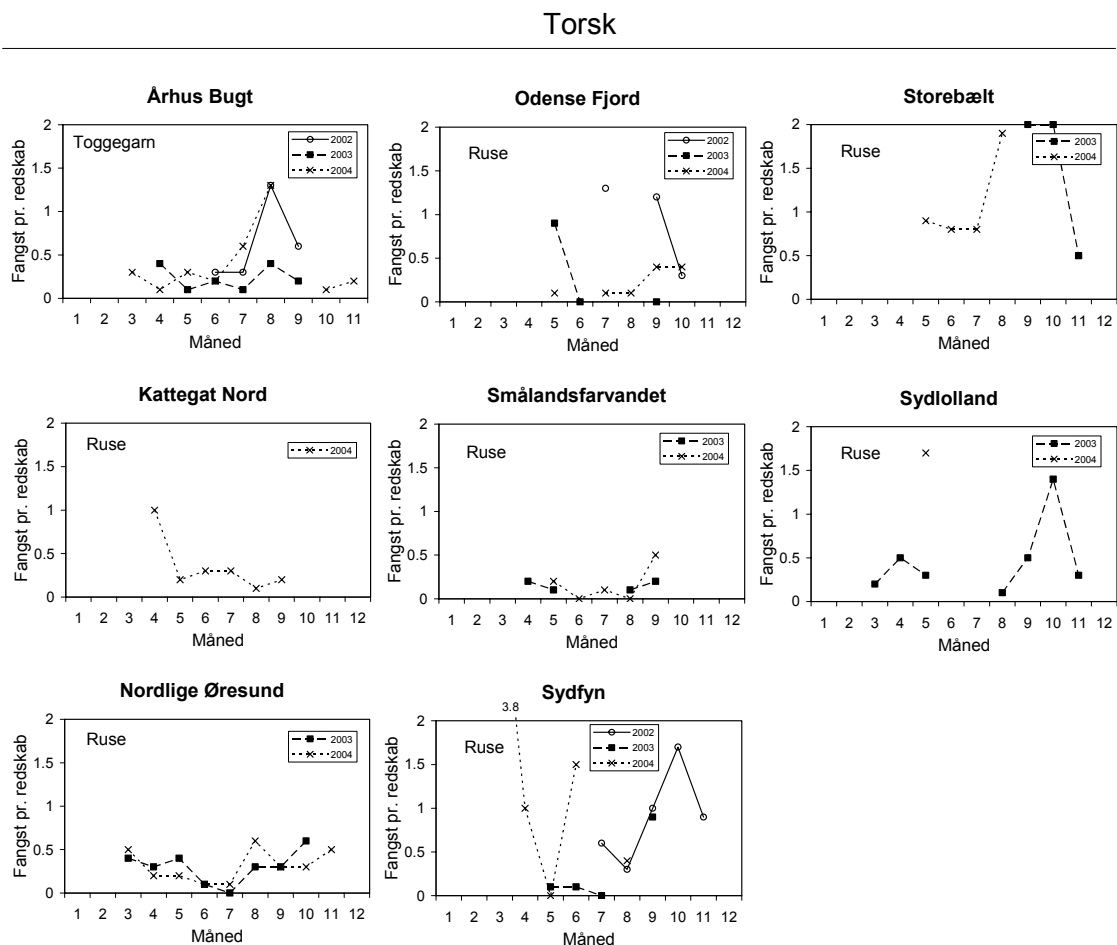 Torsk
Århus Bugt
Fangst pr. redskab
Toggegarn
2002
2003
2004
2
1.5
1
0.5
0
1 2 3 4 5 6 7 8 9 10 11
Måned
Odense Fjord
Fangst pr. redskab
Ruse
2002
2003
2004
2
1.5
1
0.5
0
1 2 3 4 5 6 7 8 9 10 11 12
Måned
Storebælt
Fangst pr. redskab
Ruse
2003
2004
2
1.5
1
0.5
0
1 2 3 4 5 6 7 8 9 10 11 12
Måned
Kattegat Nord
Fangst pr. redskab
Ruse
2004
2
1.5
1
0.5
0
1 2 3 4 5 6 7 8 9 10 11 12
Måned
Smålandsfarvandet
Fangst pr. redskab
Ruse
2003
2004
2
1.5
1
0.5
0
1 2 3 4 5 6 7 8 9 10 11 12
Måned
Sydlolland
Fangst pr. redskab
Ruse
2003
2004
2
1.5
1
0.5
0
1 2 3 4 5 6 7 8 9 10 11 12
Måned
Nordlige Øresund
Fangst pr. redskab
Ruse
2003
2004
2
1.5
1
0.5
0
1 2 3 4 5 6 7 8 9 10 11 12
Måned
Sydfyn
3.8
Fangst pr. redskab
Ruse
2002
2003
2004
2
1.5
1
0.5
0
1 2 3 4 5 6 7 8 9 10 11 12
Måned